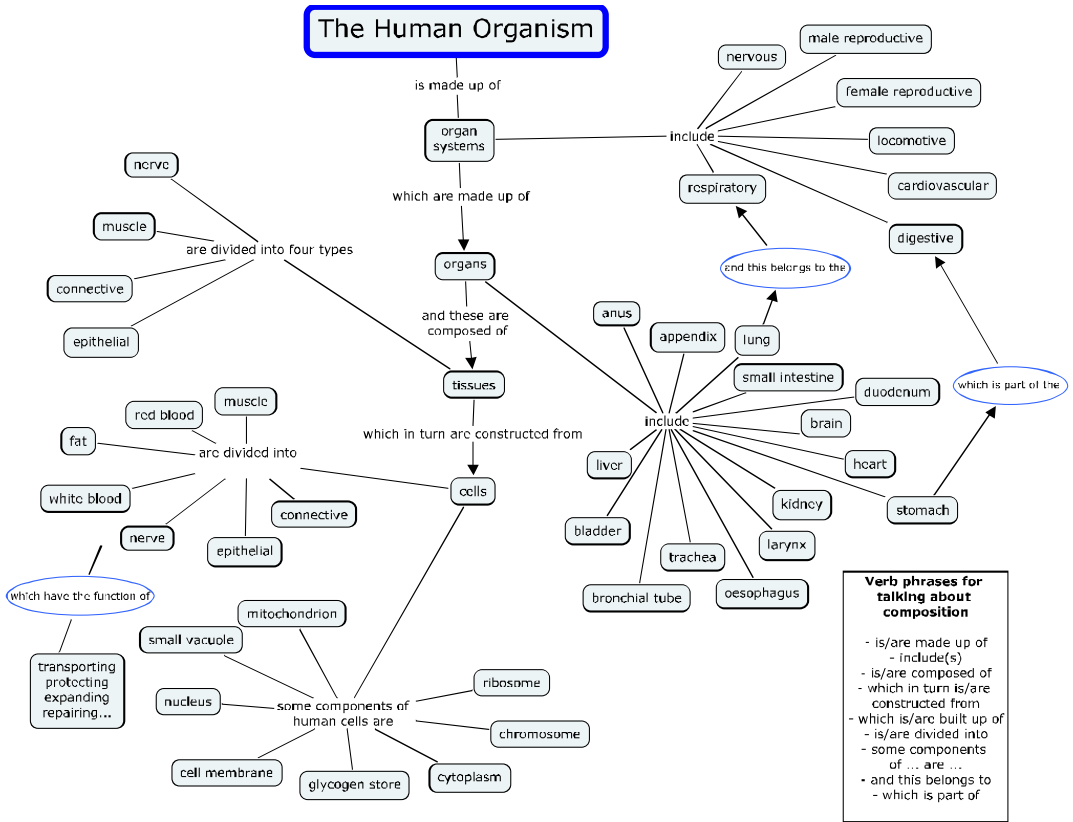 The Human Organism
is made up of
organ
systems
include
nervous
male reproductive
female reproductive
locomotive
cardiovascular
respiratory
digestive
which are made up of
nerve
muscle
are divided into four types
connective
epithelial
organs
and this belongs to the
and these are
composed of
anus
appendix
lung
small intestine
duodenum
which is part of the
tissues
include
brain
heart
stomach
liver
kidney
bladder
larynx
trachea
oesophagus
bronchial tube
which in turn are constructed from
muscle
red blood
fat
are divided into
white blood
nerve
epithelial
connective
cells
which have the function of
transporting
protecting
expanding
repairing...
mitochondrion
small vacuole
nucleus
some components of
human cells are
ribosome
chromosome
cell membrane
glycogen store
cytoplasm
Verb phrases for
talking about
composition
- is/are made up of
- include(s)
- is/are composed of
- which in turn is/are
constructed from
- which is/are built up of
- is/are divided into
- some components
of ... are ...
- and this belongs to
- which is part of